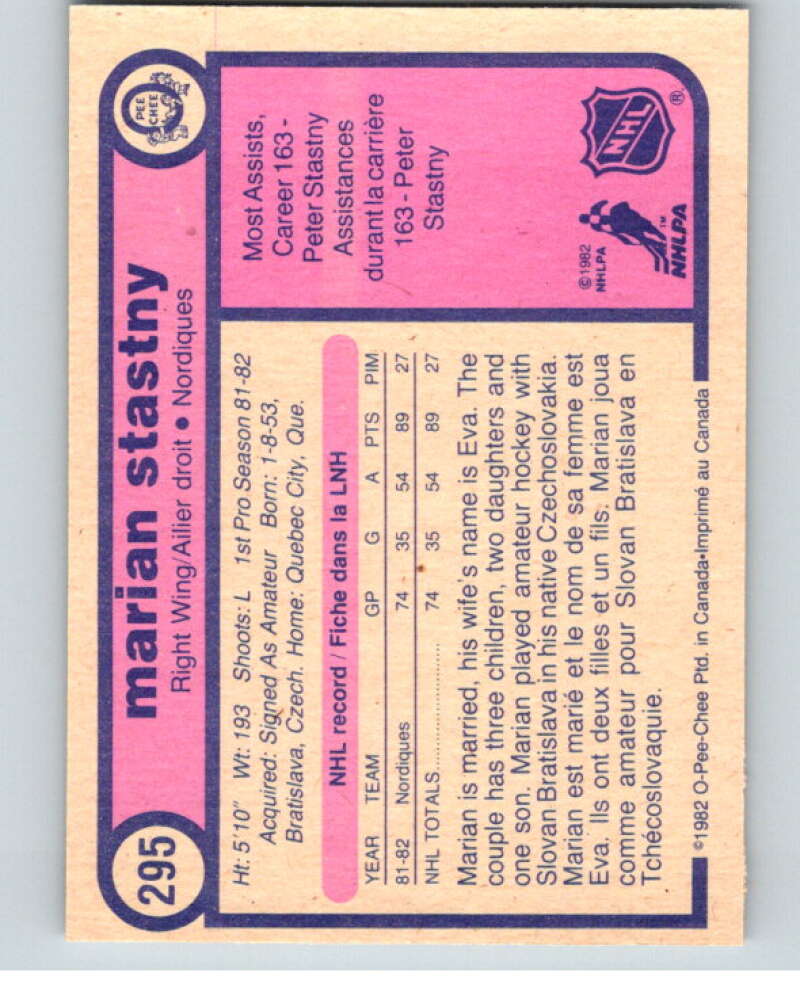 295
marian stastny
Right Wing/Ailier droit • Nordiques
PEE
CHEE
Ht: 5'10" Wt: 193 Shoots: L 1st Pro Season 81-82
Acquired: Signed As Amateur Born: 1-8-53,
Bratislava, Czech. Home: Quebec City, Que.
NHL record / Fiche dans la LNH
YEAR TEAM GP G A PTS PIM
81-82 Nordiques 74 35 54 89 27
NHL TOTALS.................... 74 35 54 89 27
Marian is married, his wife's name is Eva. The
couple has three children, two daughters and
one son. Marian played amateur hockey with
Slovan Bratislava in his native Czechoslovakia.
Marian est marié et le nom de sa femme est
Eva. Ils ont deux filles et un fils. Marian joua
comme amateur pour Slovan Bratislava en
Tchécoslovaquie.
Most Assists,
Career 163 -
Peter Stastny
Assistances
durant la carrière
163 - Peter
Stastny
©1982
NHLPA
TM
NHLPA
NHL
®
©1982 O-Pee-Chee Ptd. in Canada•Imprimé au Canada